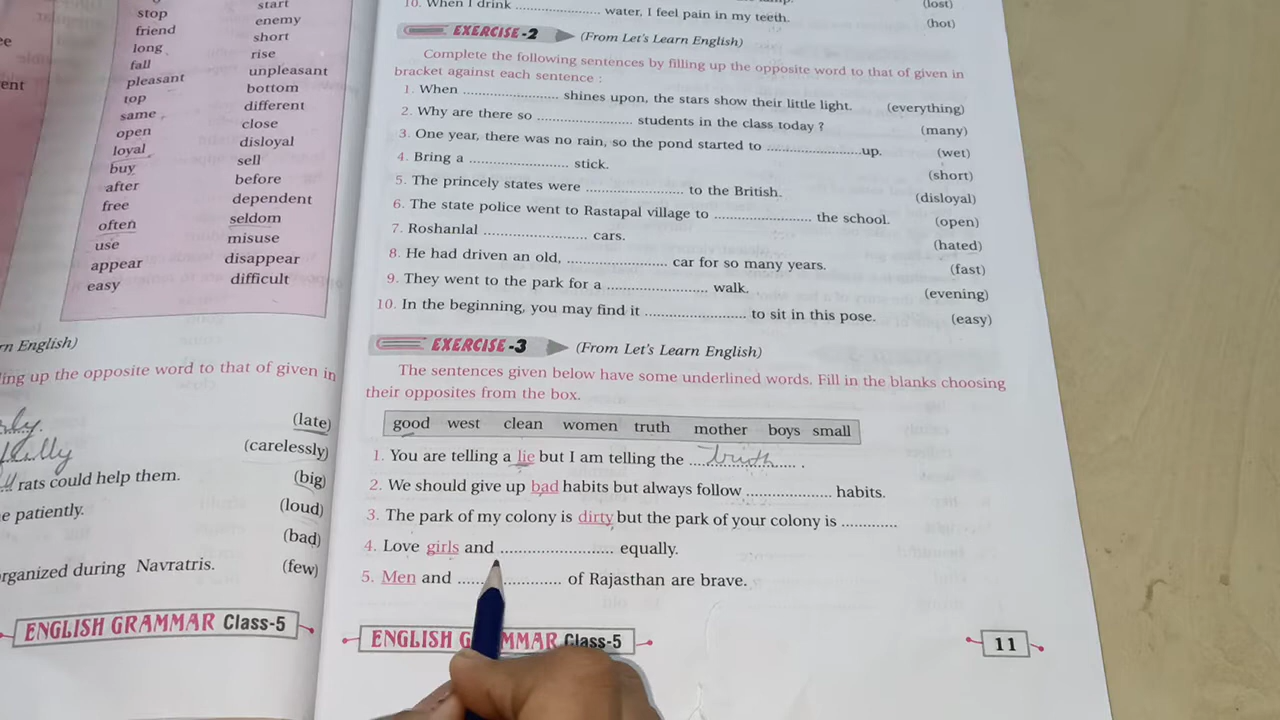 stop start
friend enemy
long short
fall rise
pleasant unpleasant
top bottom
same different
open close
loyal disloyal
buy sell
after before
free dependent
often seldom
use misuse
appear disappear
easy difficult
English)
ing up the opposite word to that of given in
(late)
(carelessly)
rats could help them. (big)
e patiently. (loud)
(bad)
organized during Navratris. (few)
ENGLISH GRAMMAR Class-5
(lost)
10. When I drink ........................ water, I feel pain in my teeth. (hot)
EXERCISE-2 (From Let's Learn English)
Complete the following sentences by filling up the opposite word to that of given in
bracket against each sentence :
1. When ........................ shines upon, the stars show their little light. (everything)
2. Why are there so ........................ students in the class today ? (many)
3. One year, there was no rain, so the pond started to ........................up. (wet)
4. Bring a ........................ stick. (short)
5. The princely states were ........................ to the British. (disloyal)
6. The state police went to Rastapal village to ........................ the school. (open)
7. Roshanlal ........................ cars. (hated)
8. He had driven an old, ........................ car for so many years. (fast)
9. They went to the park for a ........................ walk. (evening)
10. In the beginning, you may find it ........................ to sit in this pose. (easy)
EXERCISE-3 (From Let's Learn English)
The sentences given below have some underlined words. Fill in the blanks choosing
their opposites from the box.
good west clean women truth mother boys small
1. You are telling a lie but I am telling the truth .
2. We should give up bad habits but always follow ..................... habits.
3. The park of my colony is dirty but the park of your colony is ..............
4. Love girls and ............................. equally.
5. Men and ........................ of Rajasthan are brave.
ENGLISH GRAMMAR Class-5
11